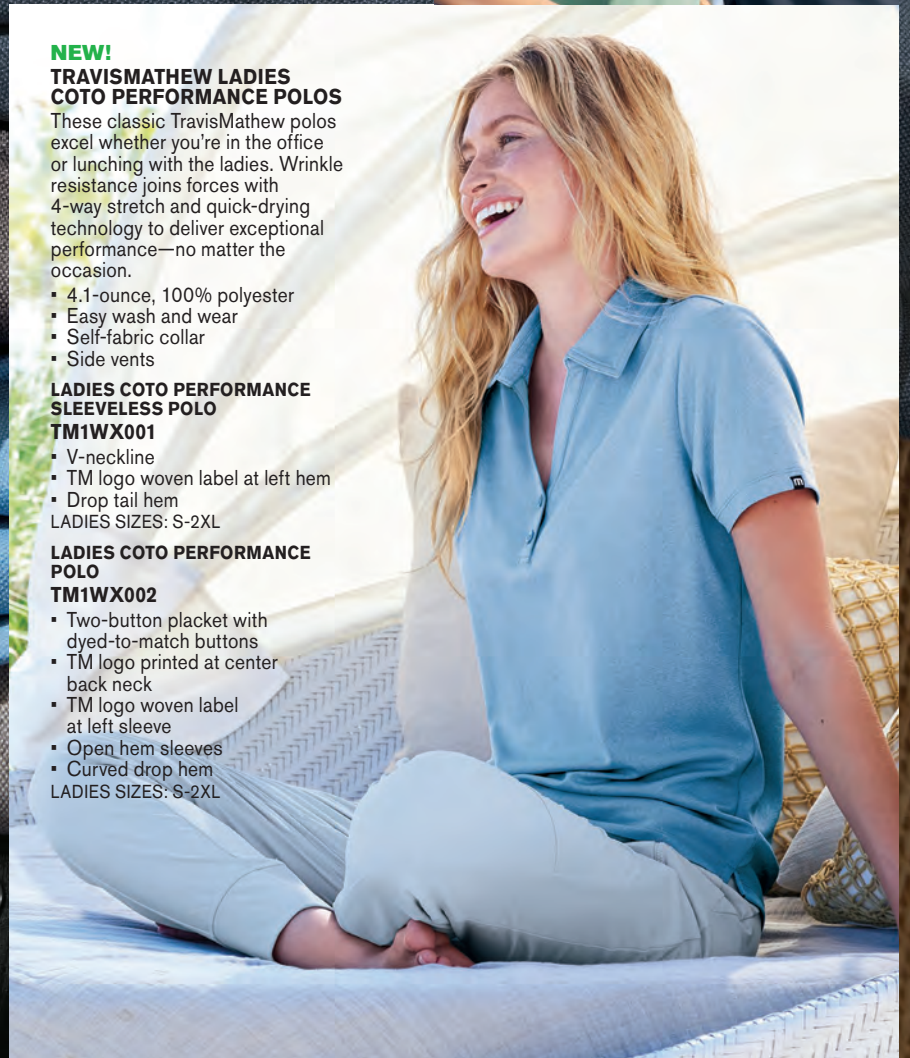 NEW!
TRAVISMATHEW LADIES
COTO PERFORMANCE POLOS
These classic TravisMathew polos
excel whether you’re in the office
or lunching with the ladies. Wrinkle
resistance joins forces with
4-way stretch and quick-drying
technology to deliver exceptional
performance—no matter the
occasion.
▪ 4.1-ounce, 100% polyester
▪ Easy wash and wear
▪ Self-fabric collar
▪ Side vents
LADIES COTO PERFORMANCE
SLEEVELESS POLO
TM1WX001
▪ V-neckline
▪ TM logo woven label at left hem
▪ Drop tail hem
LADIES SIZES: S-2XL
LADIES COTO PERFORMANCE
POLO
TM1WX002
▪ Two-button placket with
dyed-to-match buttons
▪ TM logo printed at center
back neck
▪ TM logo woven label
at left sleeve
▪ Open hem sleeves
▪ Curved drop hem
LADIES SIZES: S-2XL